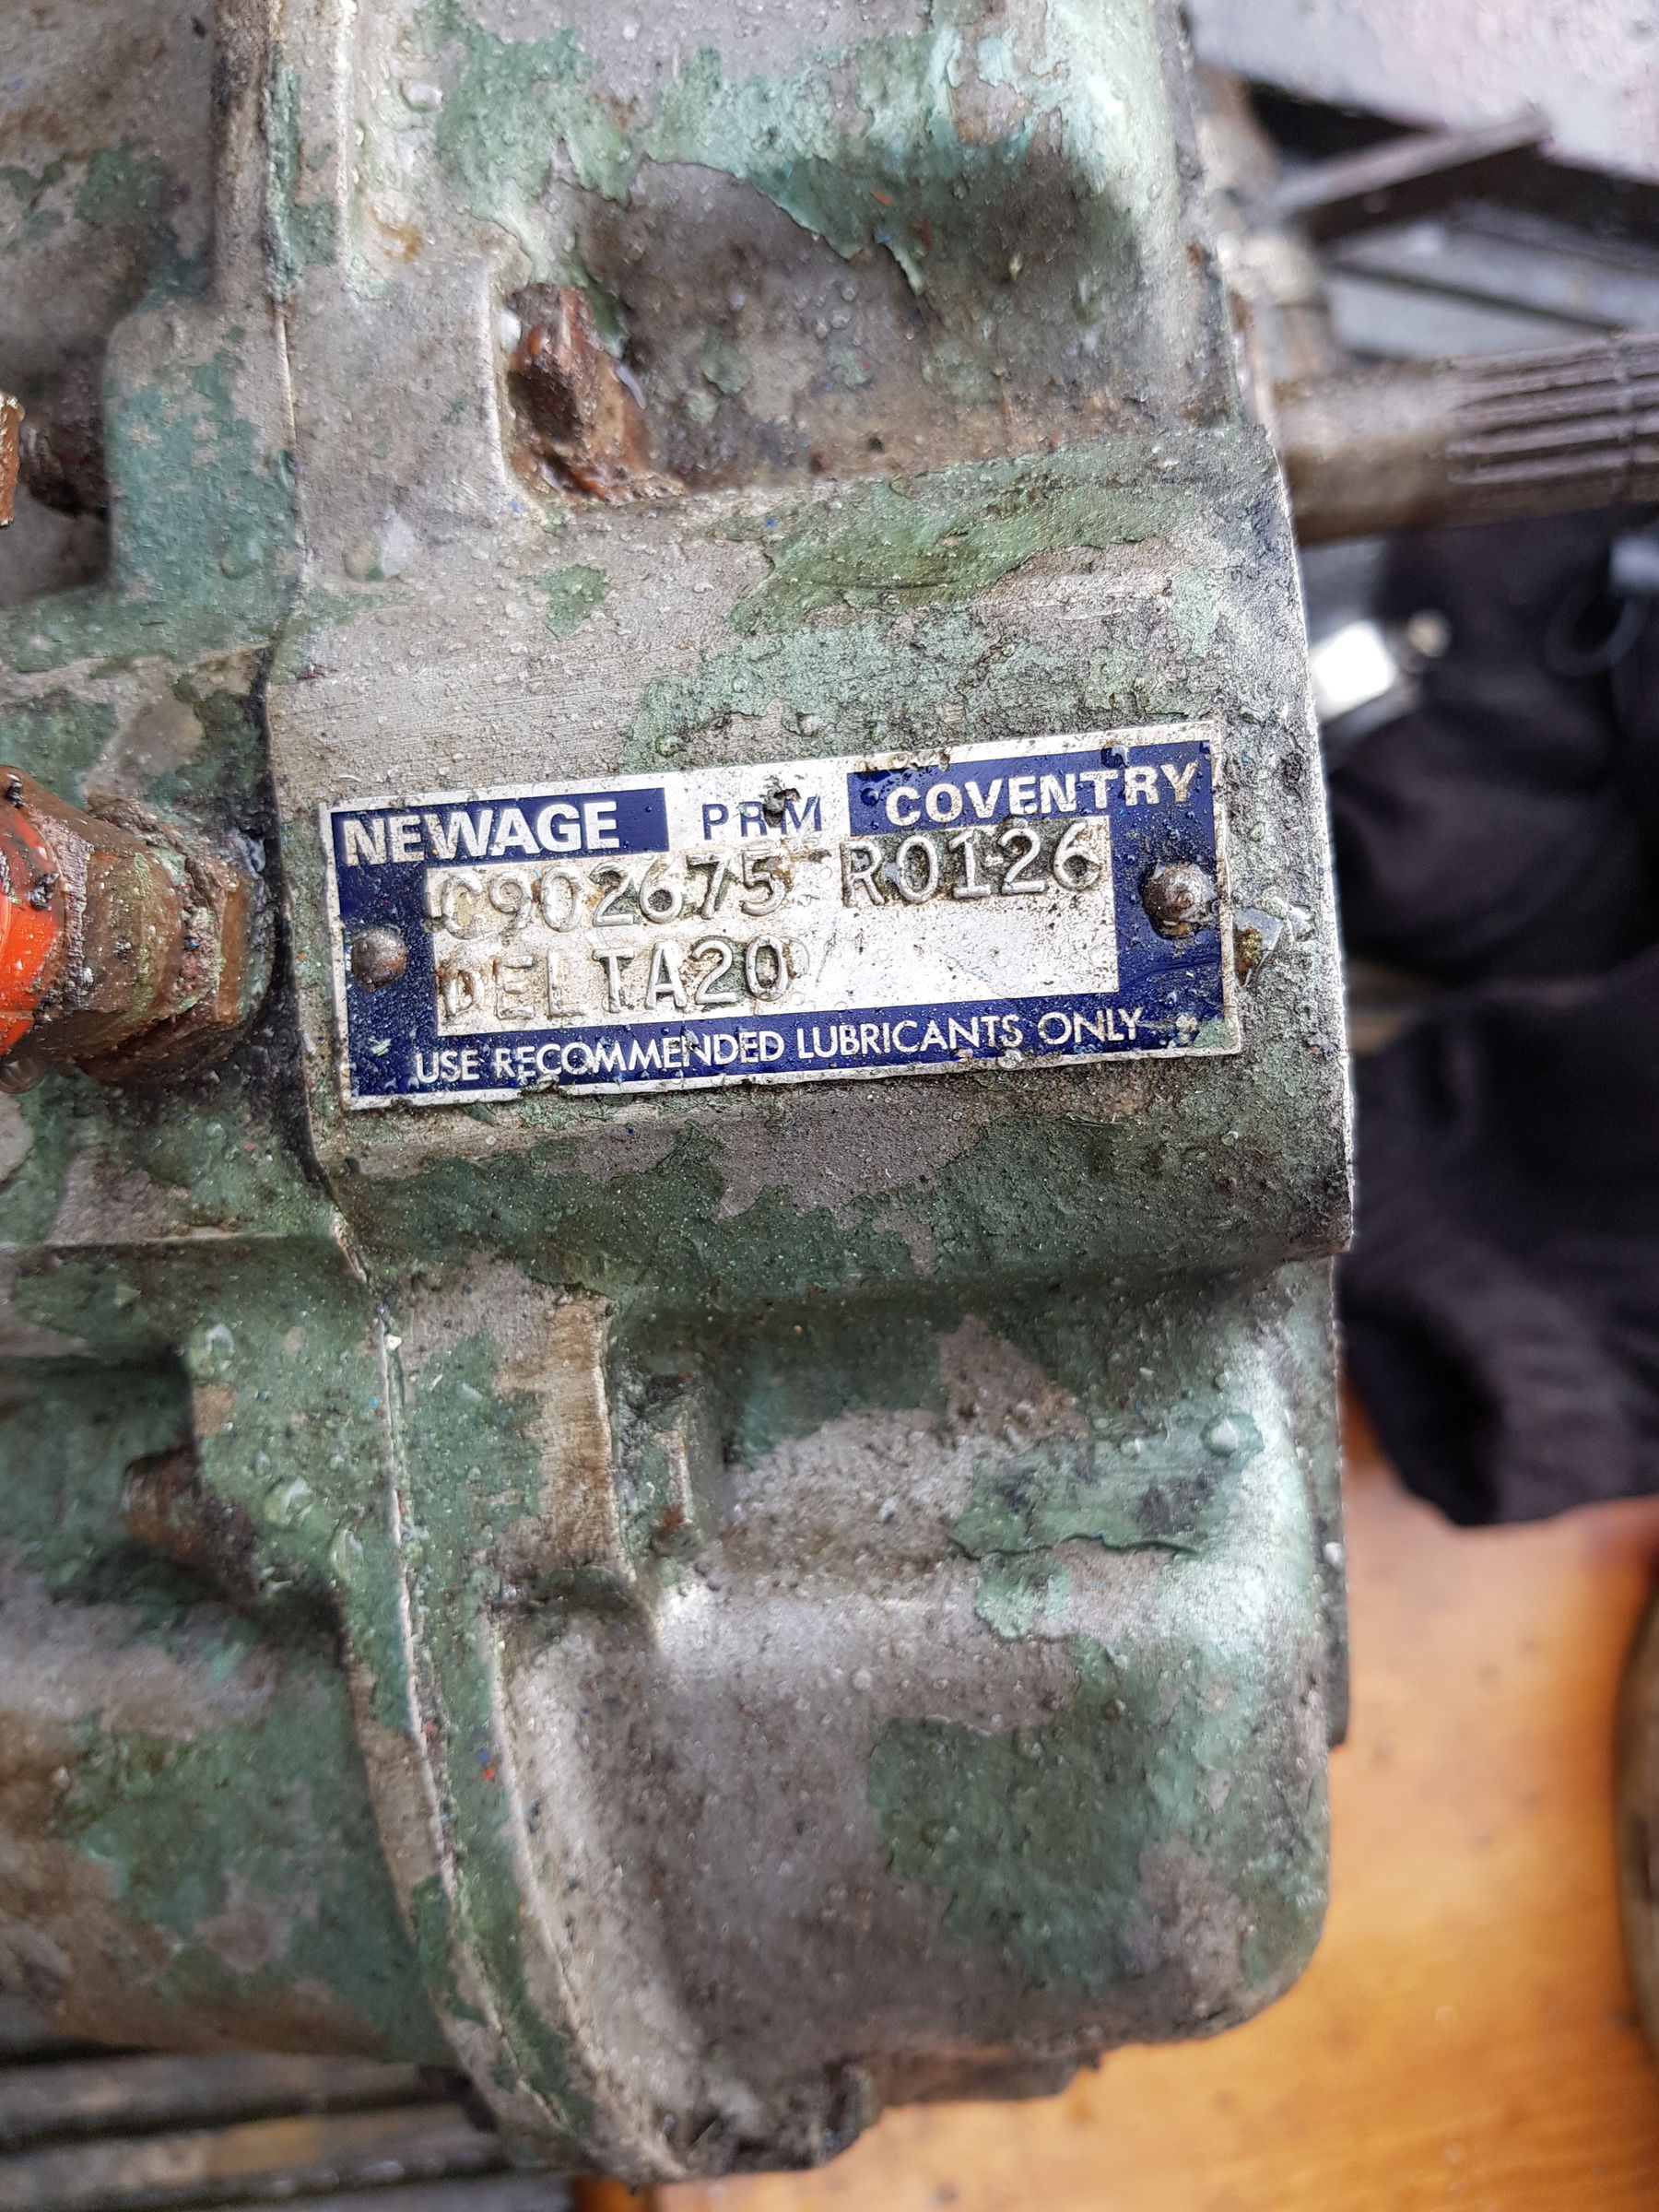 NEWAGE PRM COVENTRY
C902675 R0126
DELTA20
USE RECOMMENDED LUBRICANTS ONLY